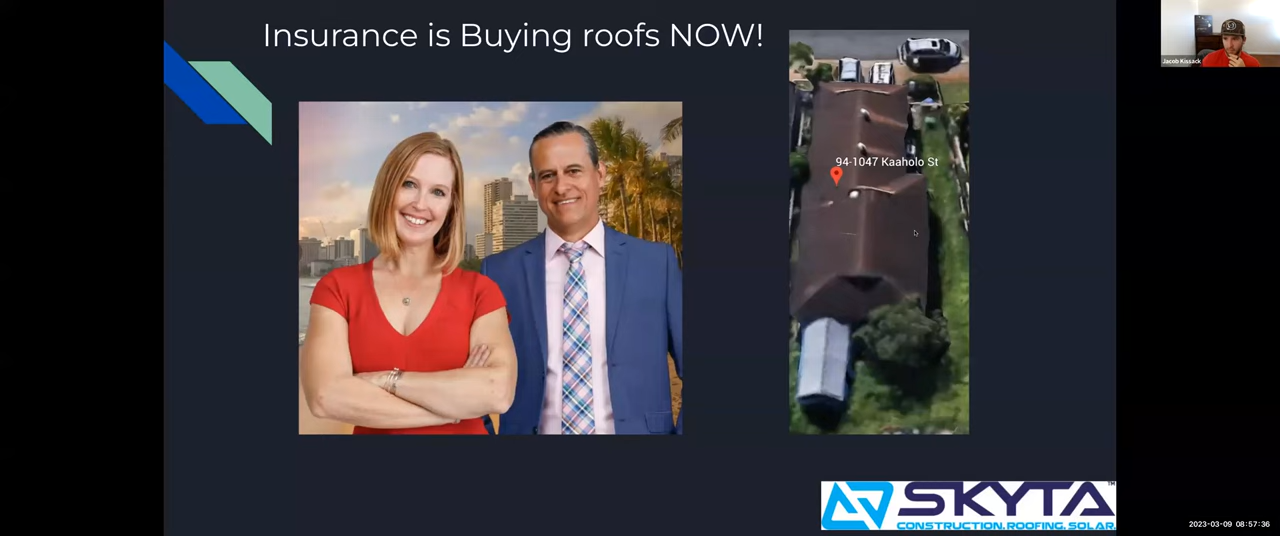 Insurance is Buying roofs NOW!
Jacob Kissack
94-1047 Kaaholo St
SKYTA™
CONSTRUCTION.ROOFING.SOLAR.
2023-03-09 08:57:36